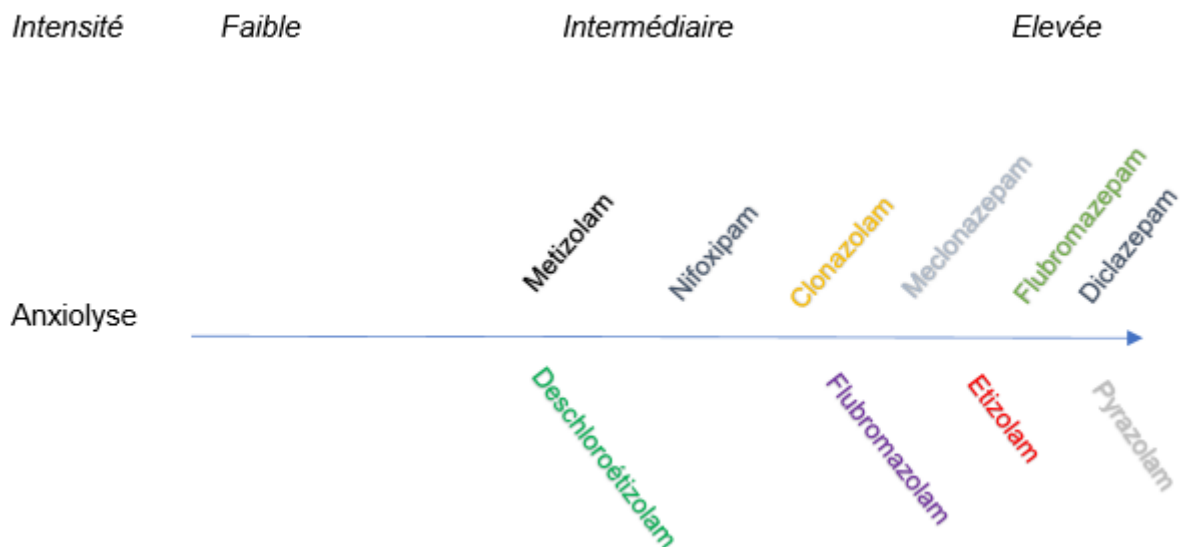 Intensité Faible Intermédiaire Elevée
Metizolam
Nifoxipam
Clonazolam
Meclonazepam
Flubromazepam
Diclazepam
Anxiolyse
Deschloroétizolam
Flubromazolam
Etizolam
Pyrazolam